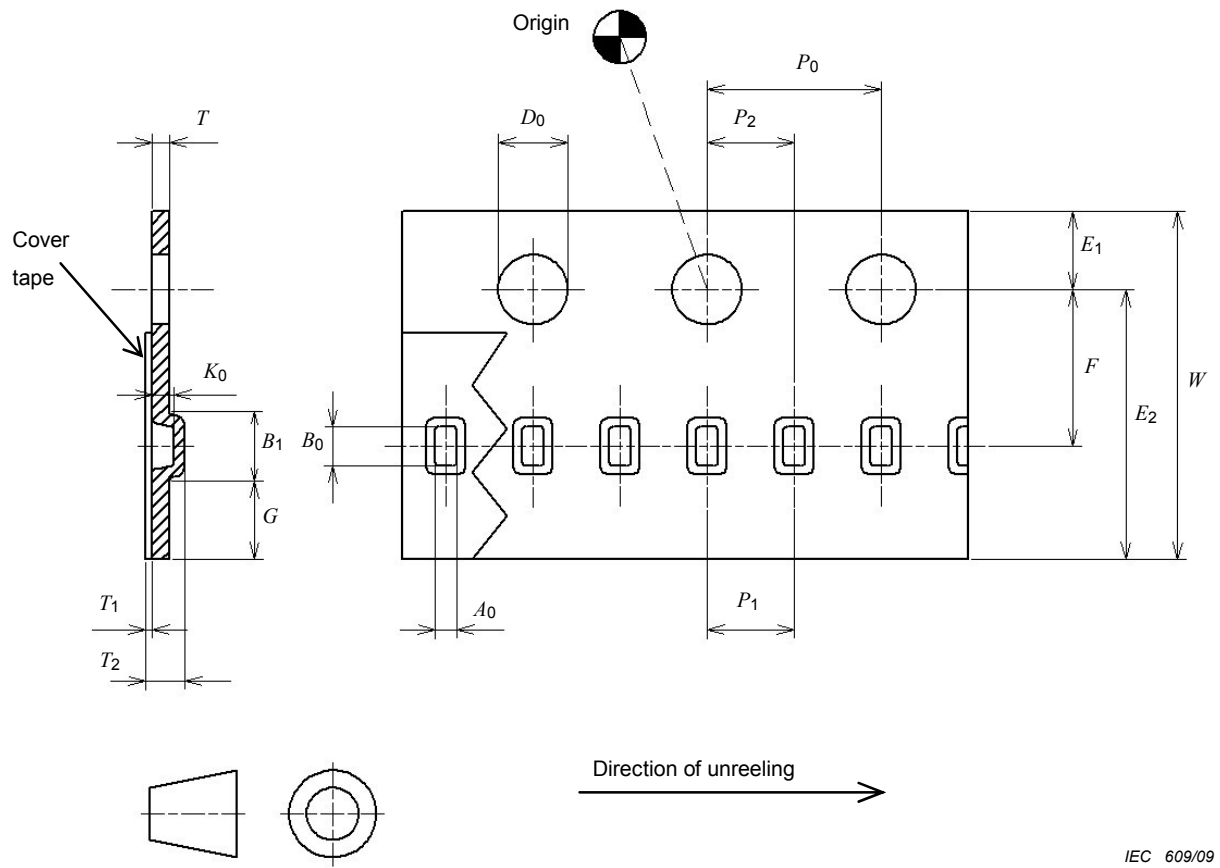 Origin
P0
T
D0
P2
Cover
tape
E1
K0
F
W
E2
B1
B0
G
T1
A0
P1
T2
Direction of unreeling
IEC 609/09